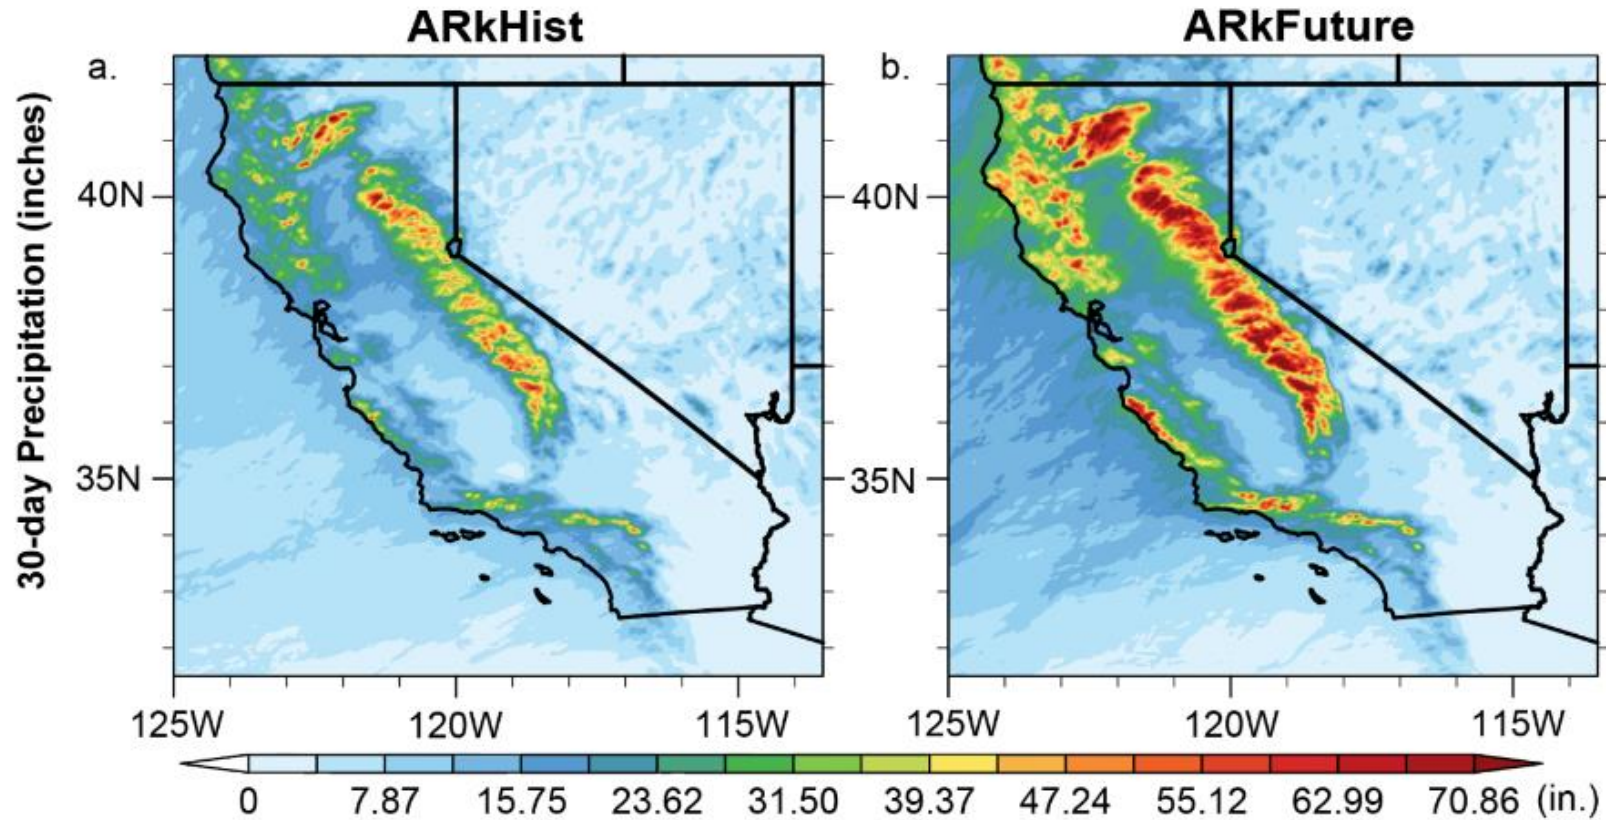 ARkHist
ARkFuture
a.
b.
30-day Precipitation (inches)
40N
40N
35N
35N
125W 120W 115W
125W 120W 115W
0 7.87 15.75 23.62 31.50 39.37 47.24 55.12 62.99 70.86 (in.)